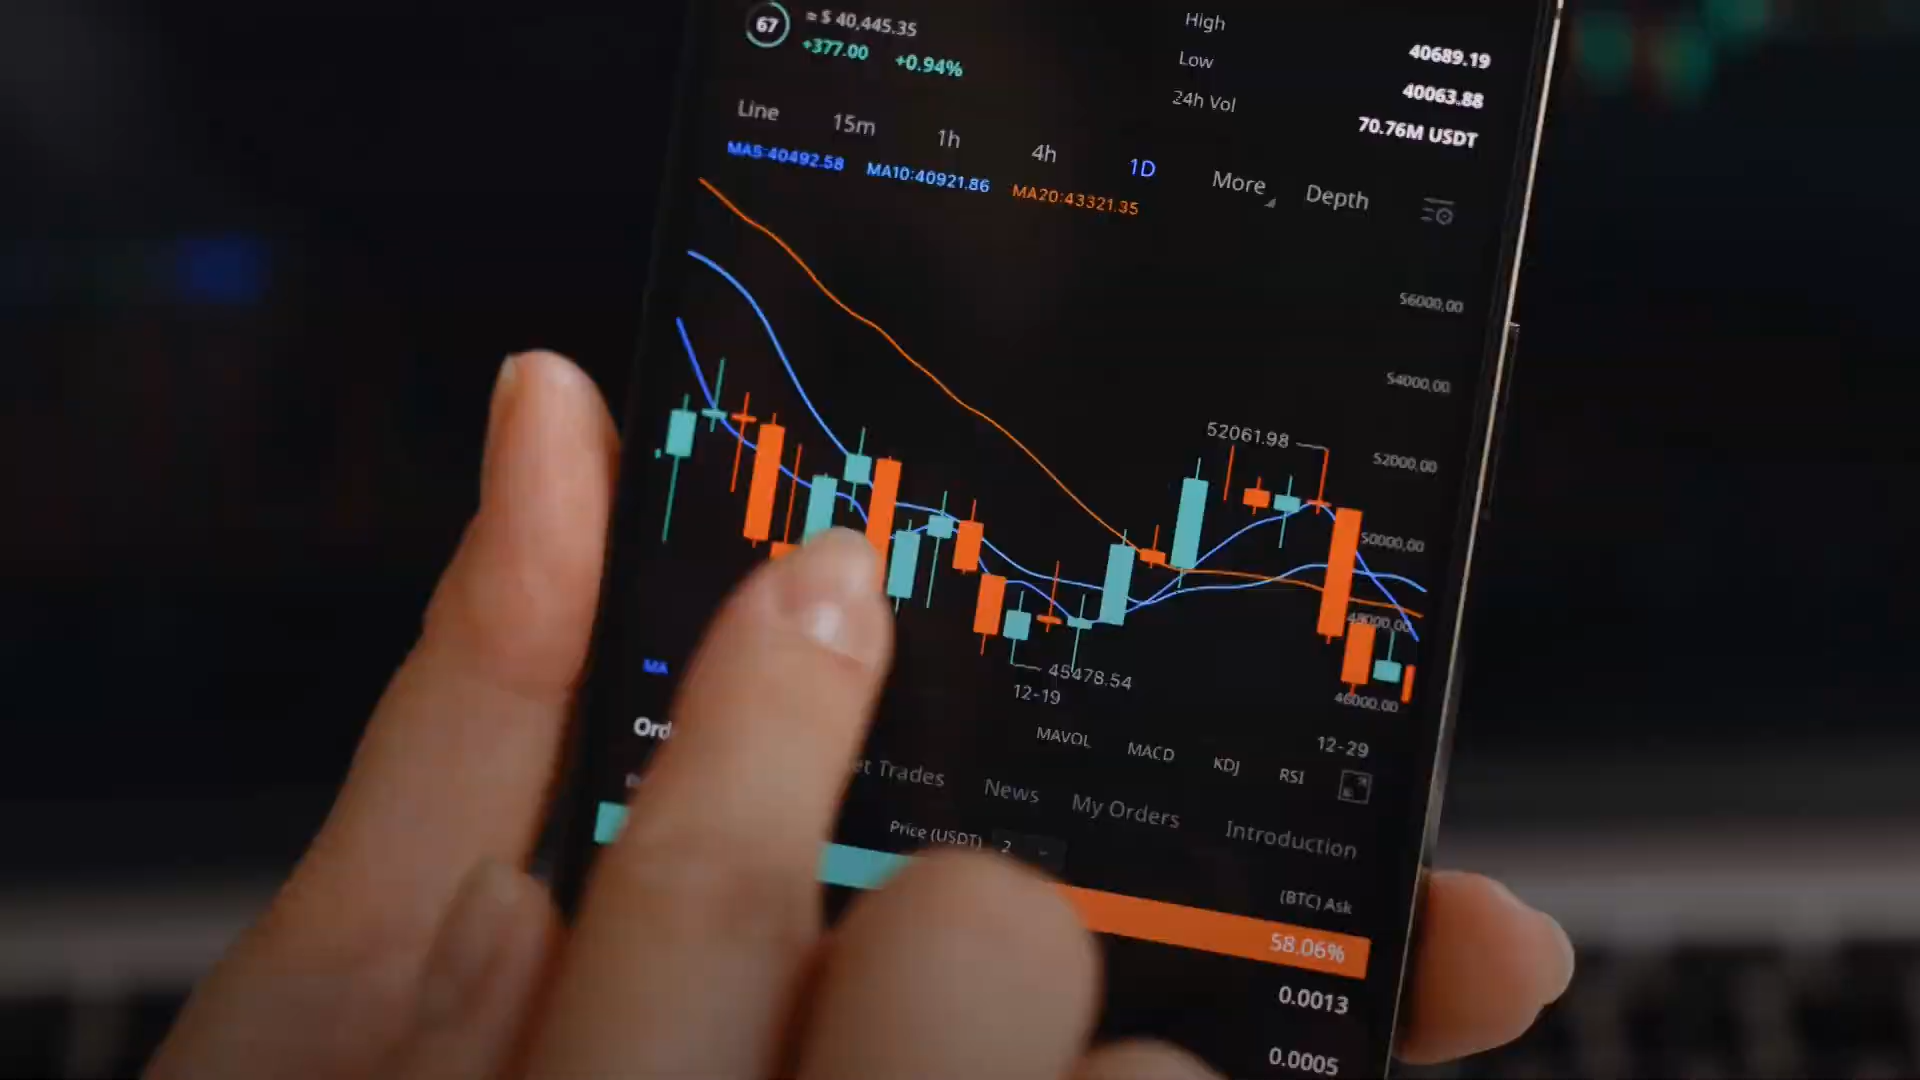 67
≈ $ 40,445.35
+377.00 +0.94%
High 40689.19
Low 40063.88
24h Vol 70.76M USDT
Line 15m 1h 4h 1D More Depth
MA5:40492.58 MA10:40921.86 MA20:43321.35
56000.00
54000.00
52061.98
52000.00
50000.00
48000.00
45478.54
46000.00
12-19
12-29
MA
MAVOL MACD KDJ RSI
Ord
et Trades News My Orders Introduction
Price (USDT) 2
(BTC) Ask
58.06%
0.0013
0.0005